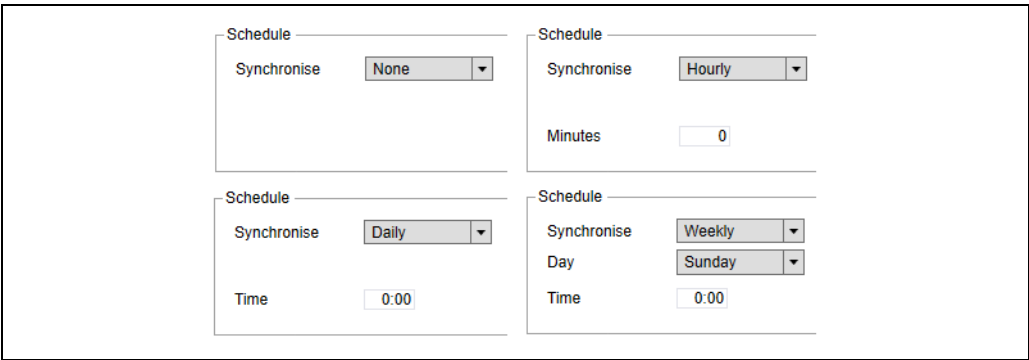 Schedule
Synchronise None
Schedule
Synchronise Hourly
Minutes 0
Schedule
Synchronise Daily
Time 0:00
Schedule
Synchronise Weekly
Day Sunday
Time 0:00